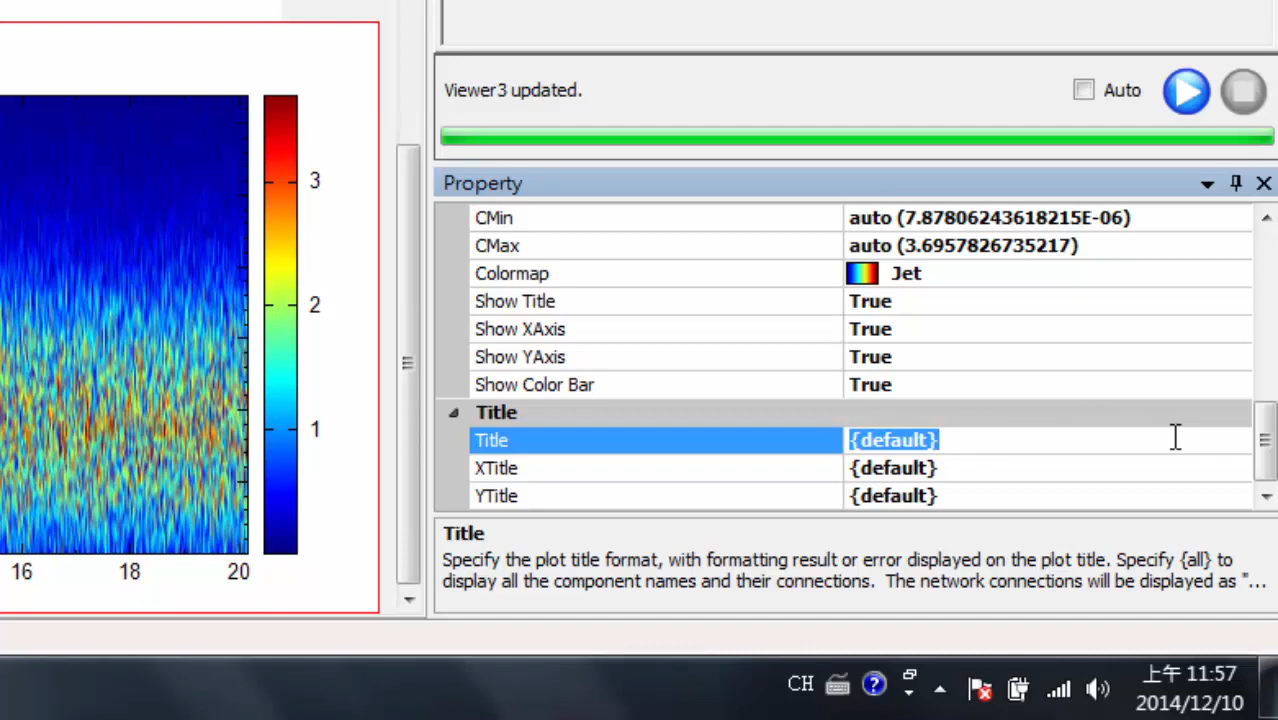 Viewer3 updated.
Auto
Property
CMin auto (7.87806243618215E-06)
CMax auto (3.6957826735217)
Colormap Jet
Show Title True
Show XAxis True
Show YAxis True
Show Color Bar True
Title
Title {default}
XTitle {default}
YTitle {default}
Title
Specify the plot title format, with formatting result or error displayed on the plot title. Specify {all} to
display all the component names and their connections. The network connections will be displayed as "...
3
2
1
16 18 20
CH
上午 11:57
2014/12/10